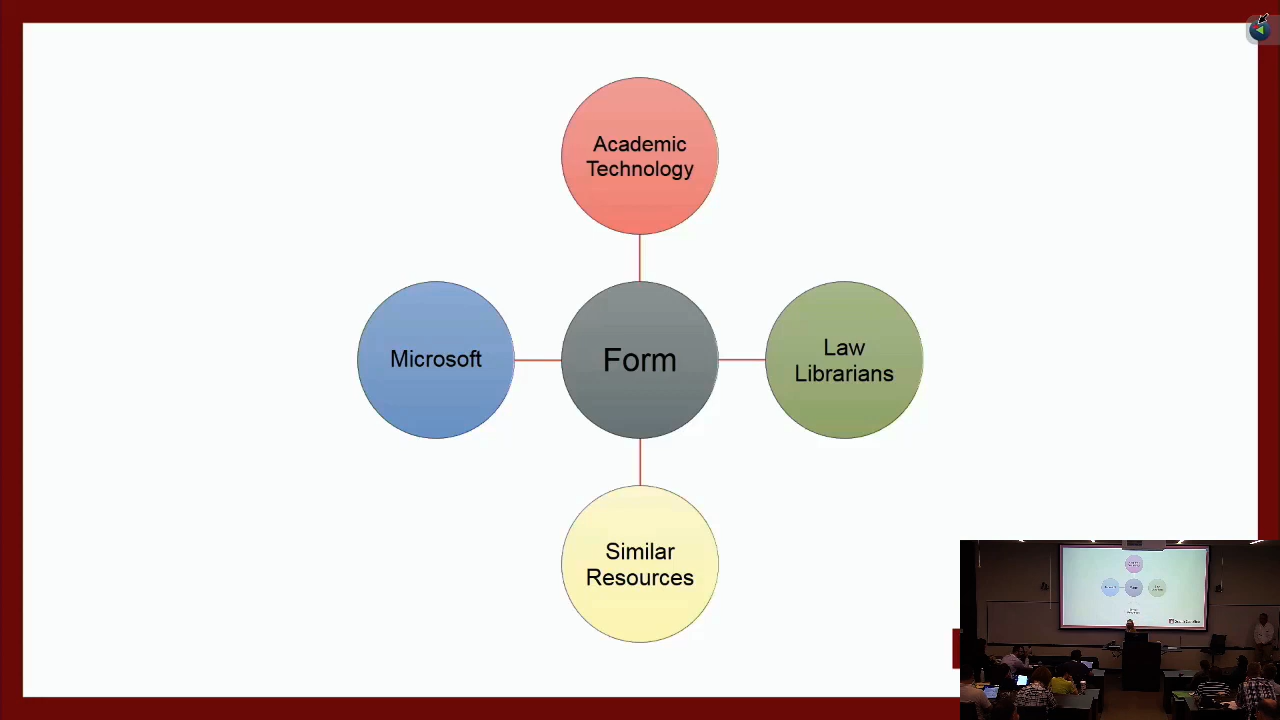 Academic
Technology
Microsoft
Form
Law
Librarians
Similar
Resources